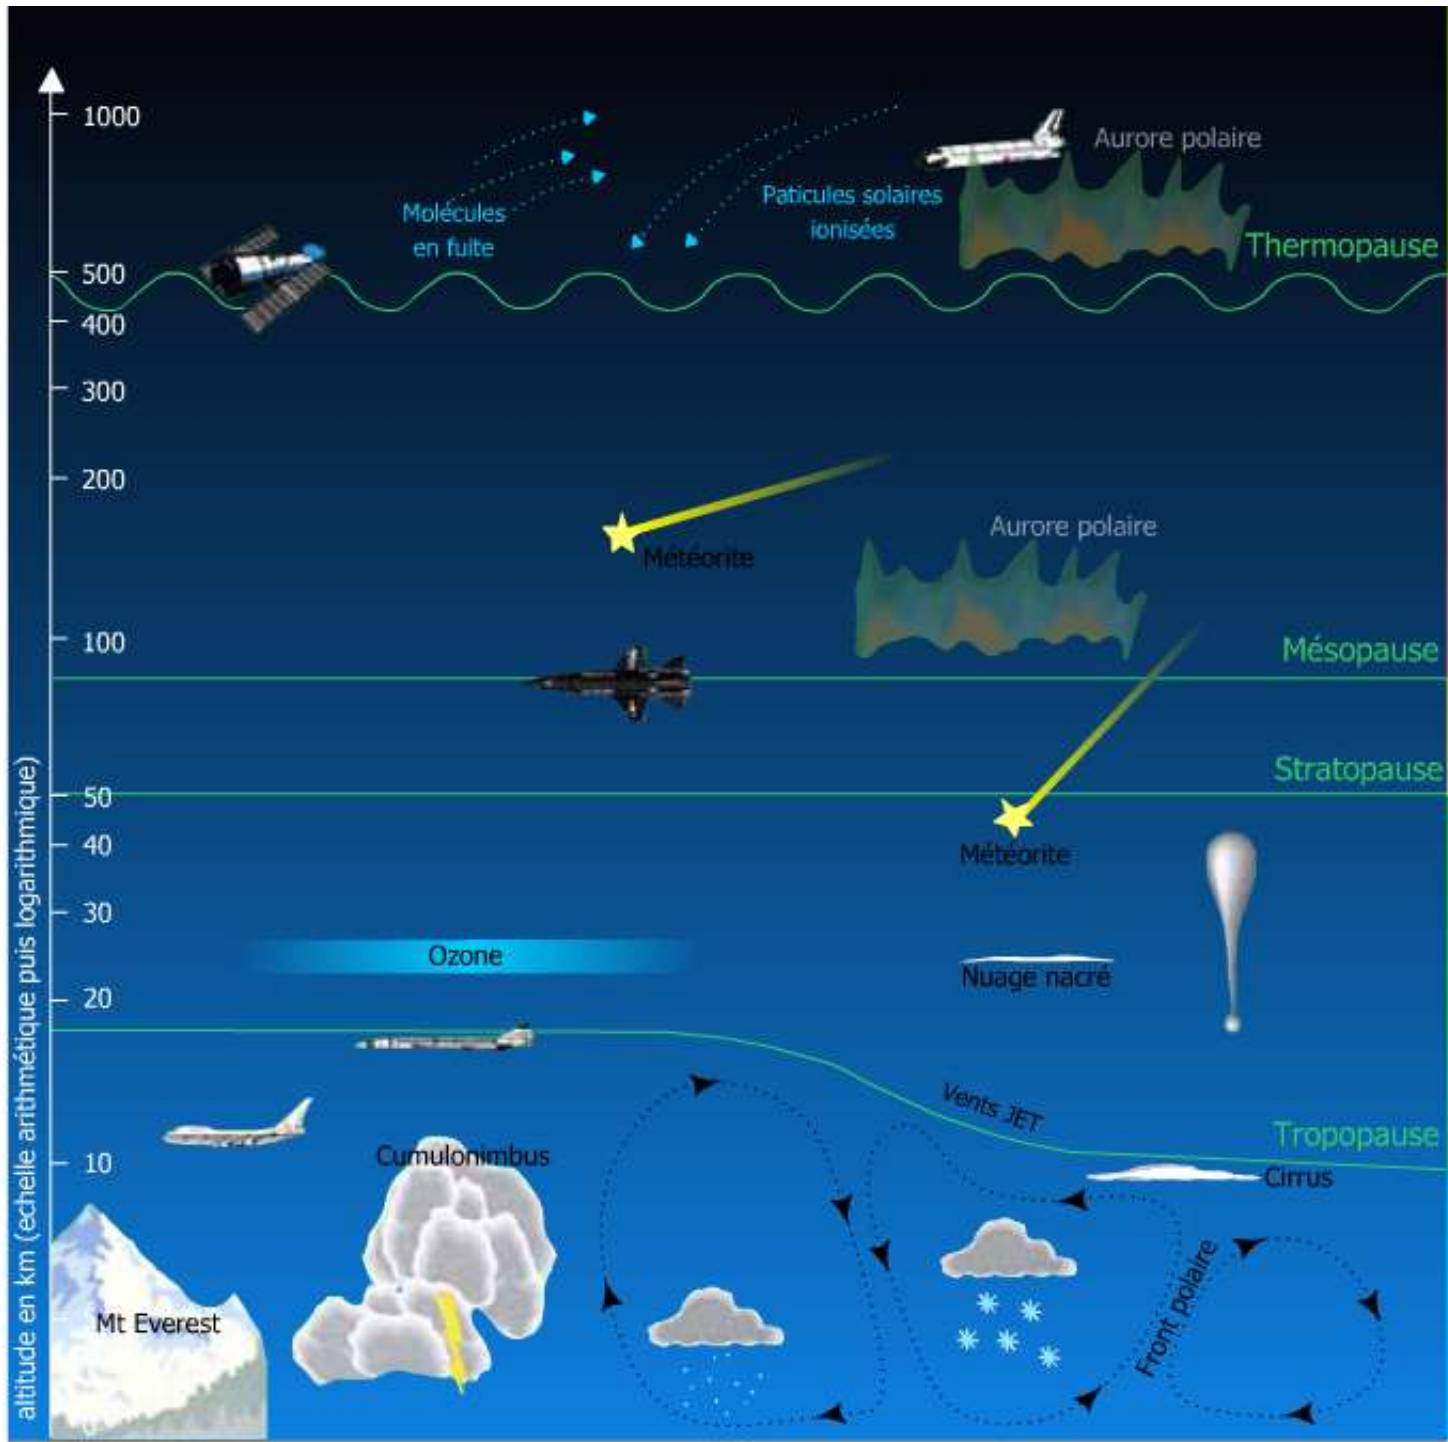 1000
Aurore polaire
Molécules
en fuite
Paticules solaires
ionisées
Thermopause
500
400
300
200
Météorite
Aurore polaire
100
Mésopause
Stratopause
50
40
Météorite
30
Ozone
Nuage nacré
20
Vents JET
Tropopause
10
Cumulonimbus
Cirrus
Mt Everest
Front polaire
0
altitude en km (echelle arithmétique puis logarithmique)